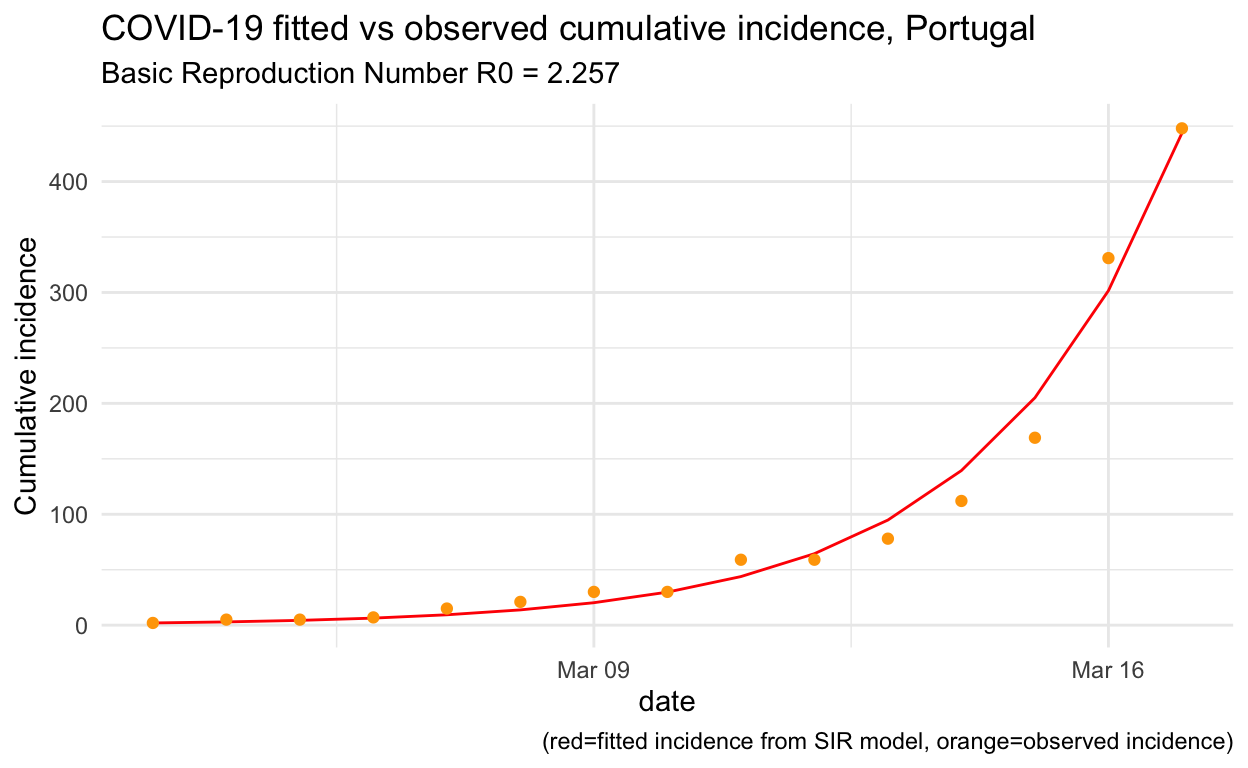 COVID-19 fitted vs observed cumulative incidence, Portugal
Basic Reproduction Number R0 = 2.257
Cumulative incidence
400
300
200
100
0
Mar 09
Mar 16
date
(red=fitted incidence from SIR model, orange=observed incidence)